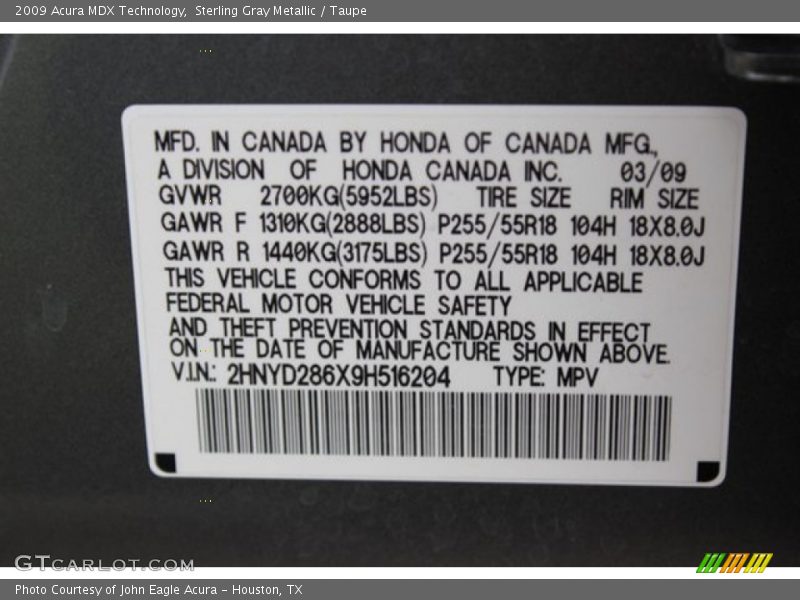 2009 Acura MDX Technology, Sterling Gray Metallic / Taupe
MFD. IN CANADA BY HONDA OF CANADA MFG.,
A DIVISION OF HONDA CANADA INC. 03/09
GVWR 2700KG(5952LBS) TIRE SIZE RIM SIZE
GAWR F 1310KG(2888LBS) P255/55R18 104H 18X8.0J
GAWR R 1440KG(3175LBS) P255/55R18 104H 18X8.0J
THIS VEHICLE CONFORMS TO ALL APPLICABLE
FEDERAL MOTOR VEHICLE SAFETY
AND THEFT PREVENTION STANDARDS IN EFFECT
ON THE DATE OF MANUFACTURE SHOWN ABOVE.
V.I.N.: 2HNYD286X9H516204 TYPE: MPV
GTCARLOT.COM
Photo Courtesy of John Eagle Acura - Houston, TX